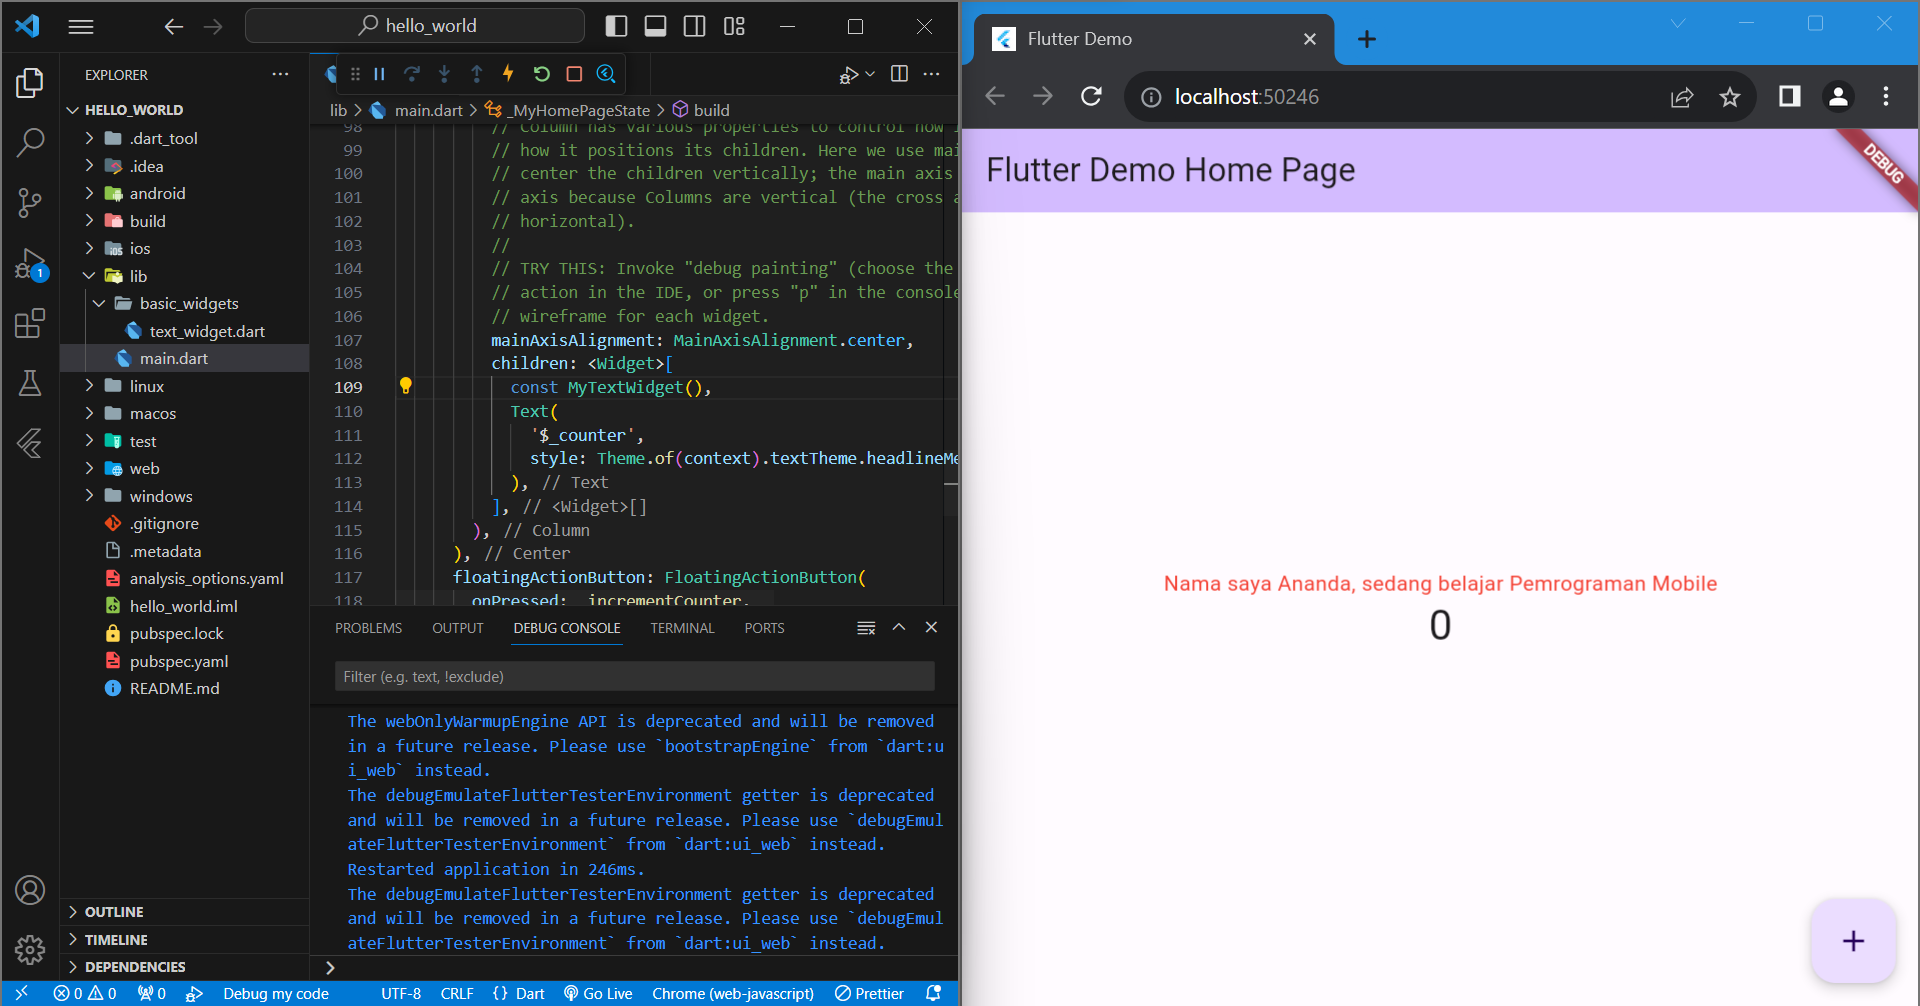 hello_world
EXPLORER
HELLO_WORLD
.dart_tool
.idea
android
build
ios
lib
basic_widgets
text_widget.dart
main.dart
linux
macos
test
web
windows
.gitignore
.metadata
analysis_options.yaml
hello_world.iml
pubspec.lock
pubspec.yaml
README.md
OUTLINE
TIMELINE
DEPENDENCIES
1
lib > main.dart > _MyHomePageState > build
98 // Column has various properties to control how
99 // how it positions its children. Here we use mai
100 // center the children vertically; the main axis
101 // axis because Columns are vertical (the cross a
102 // horizontal).
103 //
104 // TRY THIS: Invoke "debug painting" (choose the
105 // action in the IDE, or press "p" in the console
106 // wireframe for each widget.
107 mainAxisAlignment: MainAxisAlignment.center,
108 children: <Widget>[
109 const MyTextWidget(),
110 Text(
111 '$_counter',
112 style: Theme.of(context).textTheme.headlineMe
113 ), // Text
114 ], // <Widget>[]
115 ), // Column
116 ), // Center
117 floatingActionButton: FloatingActionButton(
118 onPressed: _incrementCounter,
PROBLEMS OUTPUT DEBUG CONSOLE TERMINAL PORTS
Filter (e.g. text, !exclude)
The webOnlyWarmupEngine API is deprecated and will be removed
in a future release. Please use `bootstrapEngine` from `dart:u
i_web` instead.
The debugEmulateFlutterTesterEnvironment getter is deprecated
and will be removed in a future release. Please use `debugEmul
ateFlutterTesterEnvironment` from `dart:ui_web` instead.
Restarted application in 246ms.
The debugEmulateFlutterTesterEnvironment getter is deprecated
and will be removed in a future release. Please use `debugEmul
ateFlutterTesterEnvironment` from `dart:ui_web` instead.
0 0 0 Debug my code UTF-8 CRLF {} Dart Go Live Chrome (web-javascript) Prettier
Flutter Demo
localhost:50246
Flutter Demo Home Page
DEBUG
Nama saya Ananda, sedang belajar Pemrograman Mobile
0
+